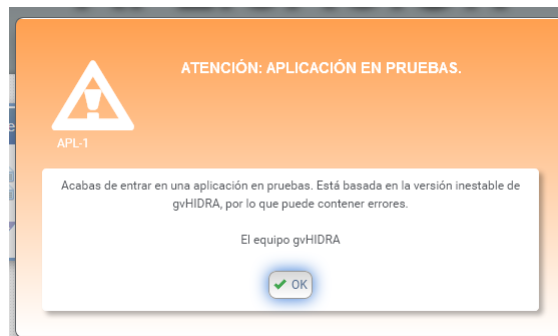 ATENCIÓN: APLICACIÓN EN PRUEBAS.
APL-1
Acabas de entrar en una aplicación en pruebas. Está basada en la versión inestable de
gvHIDRA, por lo que puede contener errores.
El equipo gvHIDRA
OK